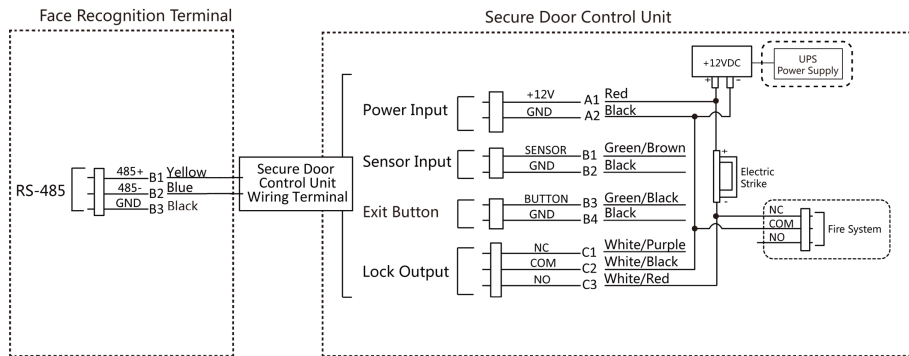 Face Recognition Terminal
Secure Door Control Unit
RS-485
485+ B1 Yellow
485- B2 Blue
GND B3 Black
Secure Door
Control Unit
Wiring Terminal
Power Input
+12V A1 Red
GND A2 Black
Sensor Input
SENSOR B1 Green/Brown
GND B2 Black
Exit Button
BUTTON B3 Green/Black
GND B4 Black
Lock Output
NC C1 White/Purple
COM C2 White/Black
NO C3 White/Red
+12VDC
+ -
UPS
Power Supply
+
Electric
Strike
-
NC
COM
NO
Fire System